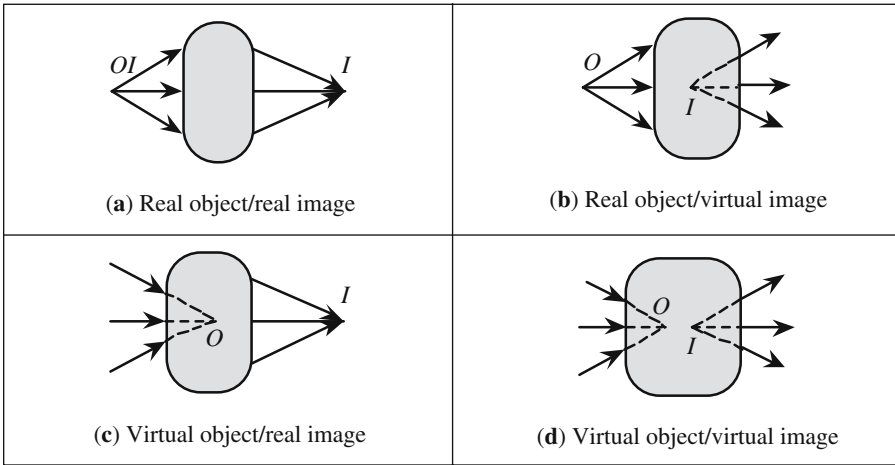 OI
I
(a) Real object/real image
O
I
(b) Real object/virtual image
O
I
(c) Virtual object/real image
O
I
(d) Virtual object/virtual image